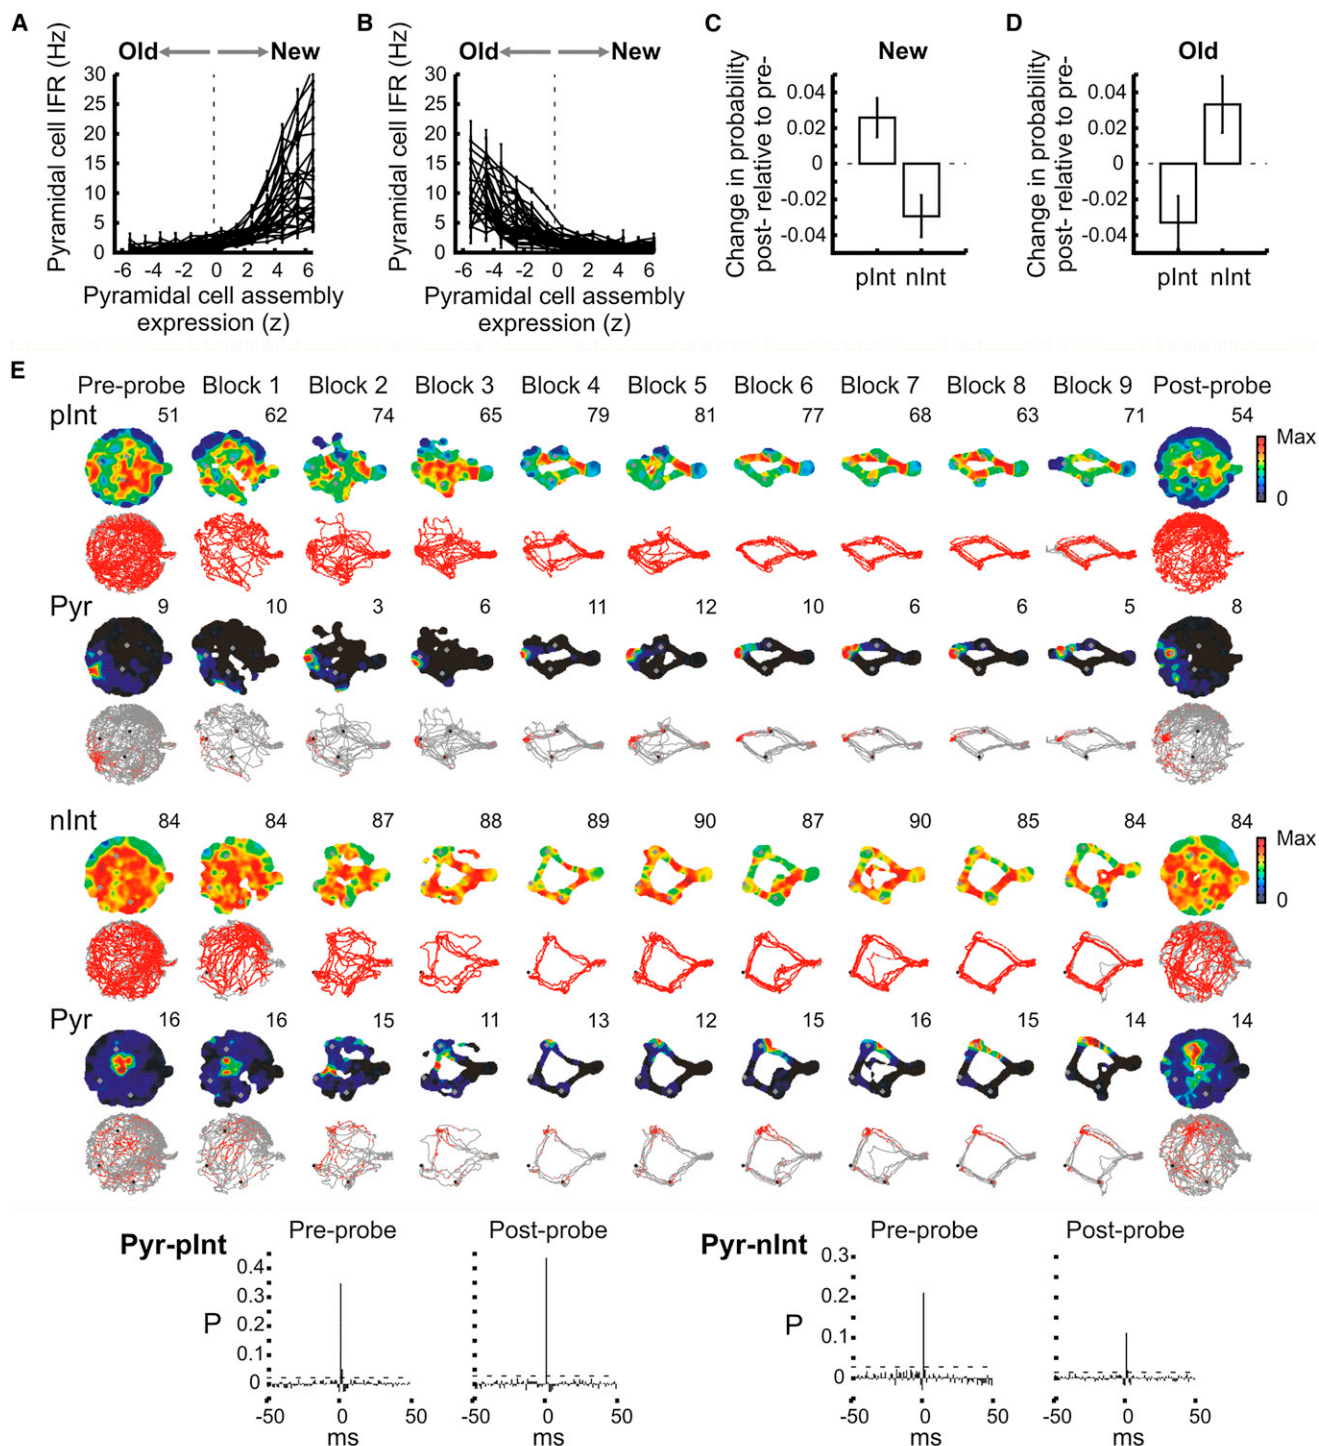 A
Old New
Pyramidal cell IFR (Hz)
30
25
20
15
10
5
0
-6 -4 -2 0 2 4 6
Pyramidal cell assembly
expression (z)
B
Old New
Pyramidal cell IFR (Hz)
30
25
20
15
10
5
0
-6 -4 -2 0 2 4 6
Pyramidal cell assembly
expression (z)
C
New
Change in probability
post- relative to pre-
0.04
0.02
0
-0.02
-0.04
pInt nInt
D
Old
Change in probability
post- relative to pre-
0.04
0.02
0
-0.02
-0.04
pInt nInt
E
Pre-probe Block 1 Block 2 Block 3 Block 4 Block 5 Block 6 Block 7 Block 8 Block 9 Post-probe
pInt 51 62 74 65 79 81 77 68 63 71 54
Max
0
Pyr 9 10 3 6 11 12 10 6 6 5 8
nInt 84 84 87 88 89 90 87 90 85 84 84
Max
0
Pyr 16 16 15 11 13 12 15 16 15 14 14
Pyr-pInt
Pre-probe
P
0.4
0.3
0.2
0.1
0
-50 0 50
ms
Post-probe
-50 0 50
ms
Pyr-nInt
Pre-probe
P
0.3
0.2
0.1
0
-50 0 50
ms
Post-probe
-50 0 50
ms